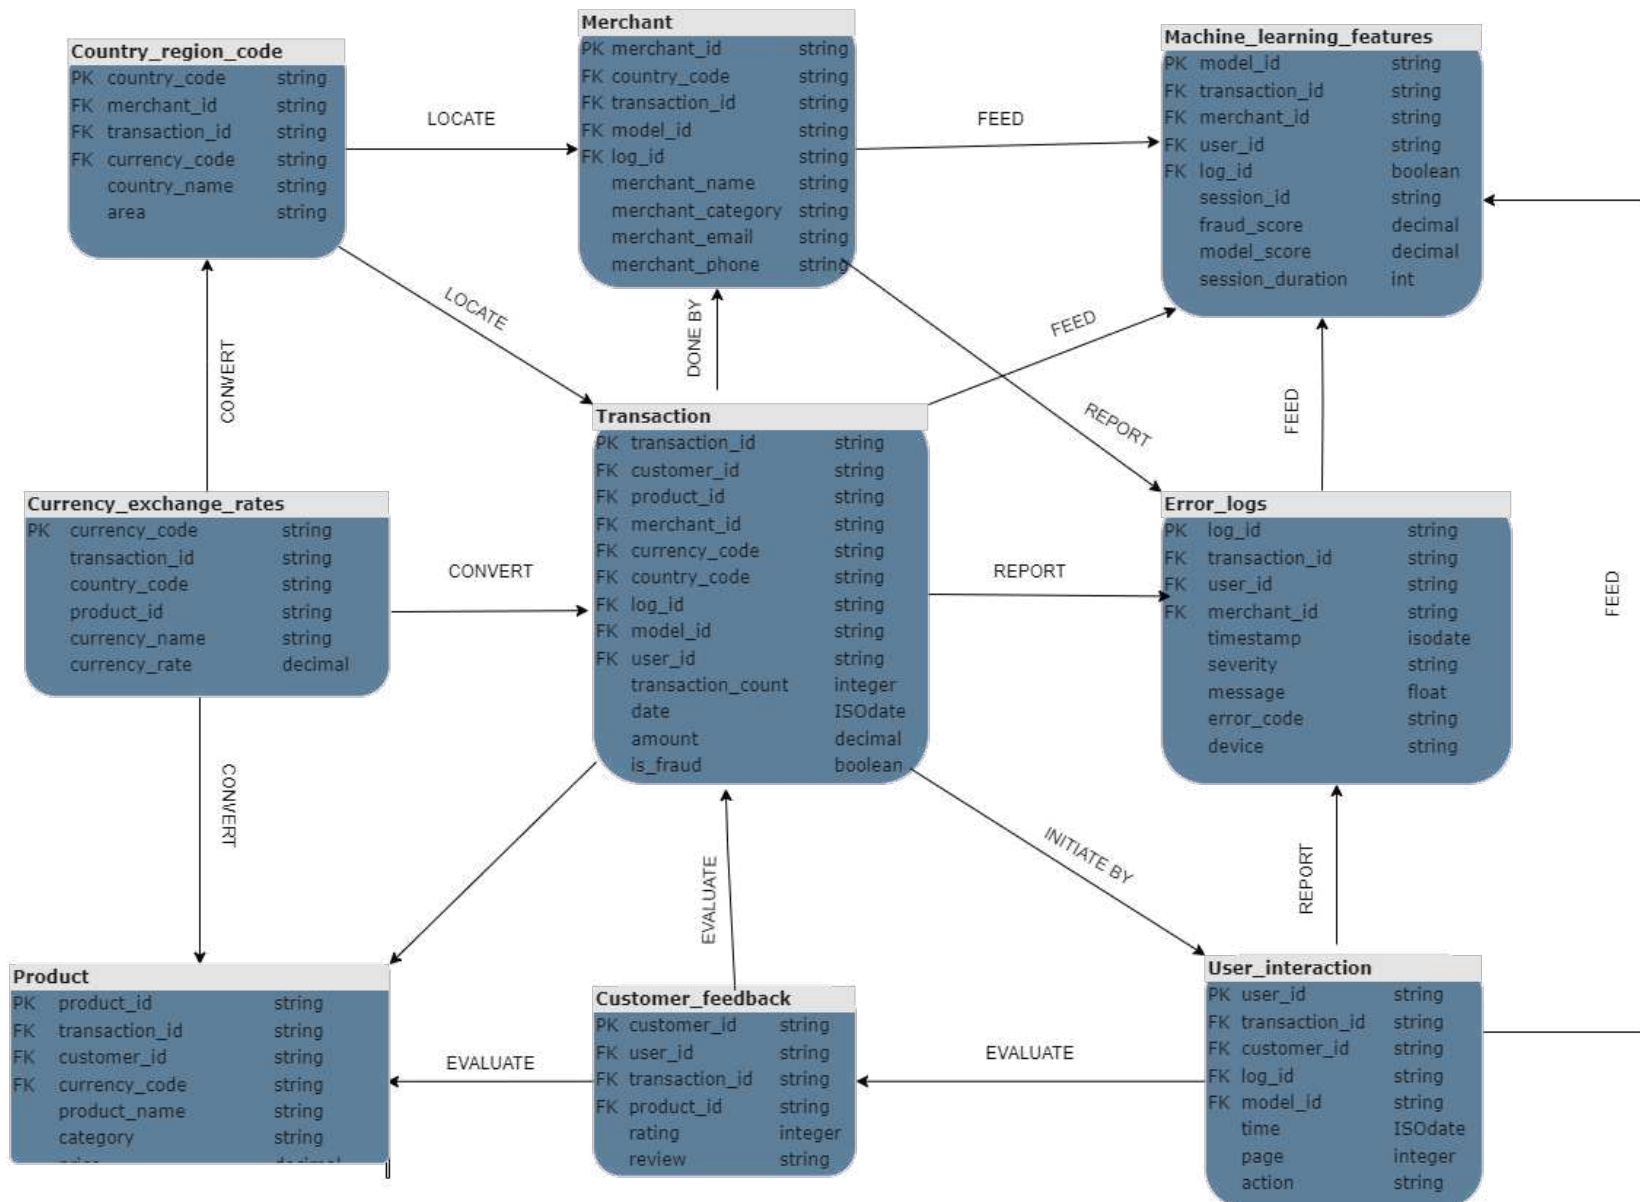 Country_region_code
PK country_code string
FK merchant_id string
FK transaction_id string
FK currency_code string
country_name string
area string
LOCATE
Merchant
PK merchant_id string
FK country_code string
FK transaction_id string
FK model_id string
FK log_id string
merchant_name string
merchant_category string
merchant_email string
merchant_phone string
FEED
Machine_learning_features
PK model_id string
FK transaction_id string
FK merchant_id string
FK user_id string
FK log_id boolean
session_id string
fraud_score decimal
model_score decimal
session_duration int
CONVERT
LOCATE
DONE BY
FEED
REPORT
FEED
FEED
Currency_exchange_rates
PK currency_code string
transaction_id string
country_code string
product_id string
currency_name string
currency_rate decimal
CONVERT
Transaction
PK transaction_id string
FK customer_id string
FK product_id string
FK merchant_id string
FK currency_code string
FK country_code string
FK log_id string
FK model_id string
FK user_id string
transaction_count integer
date ISOdate
amount decimal
is_fraud boolean
REPORT
Error_logs
PK log_id string
FK transaction_id string
FK user_id string
FK merchant_id string
timestamp isodate
severity string
message float
error_code string
device string
CONVERT
EVALUATE
INITIATE BY
REPORT
Product
PK product_id string
FK transaction_id string
FK customer_id string
FK currency_code string
product_name string
category string
EVALUATE
Customer_feedback
PK customer_id string
FK user_id string
FK transaction_id string
FK product_id string
rating integer
review string
EVALUATE
User_interaction
PK user_id string
FK transaction_id string
FK customer_id string
FK log_id string
FK model_id string
time ISOdate
page integer
action string